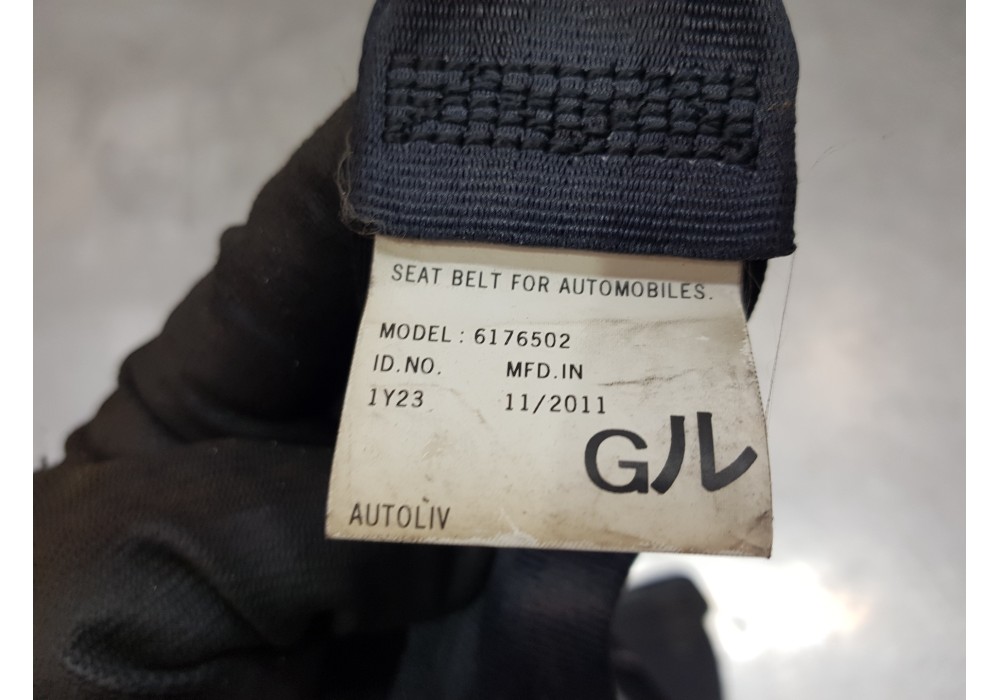 SEAT BELT FOR AUTOMOBILES.
MODEL : 6176502
ID.NO. MFD.IN
1Y23 11/2011
Gル
AUTOLIV